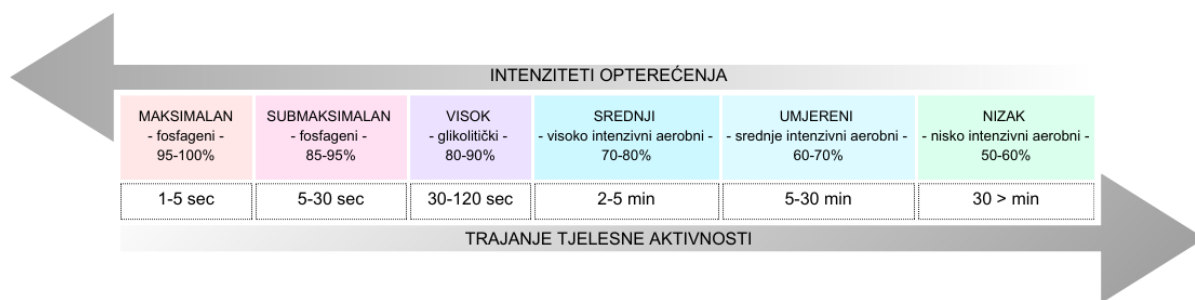 INTENZITETI OPTEREĆENJA
MAKSIMALAN
- fosfageni -
95-100%
SUBMAKSIMALAN
- fosfageni -
85-95%
VISOK
- glikolitički -
80-90%
SREDNJI
- visoko intenzivni aerobni -
70-80%
UMJERENI
- srednje intenzivni aerobni -
60-70%
NIZAK
- nisko intenzivni aerobni -
50-60%
1-5 sec
5-30 sec
30-120 sec
2-5 min
5-30 min
30 > min
TRAJANJE TJELESNE AKTIVNOSTI